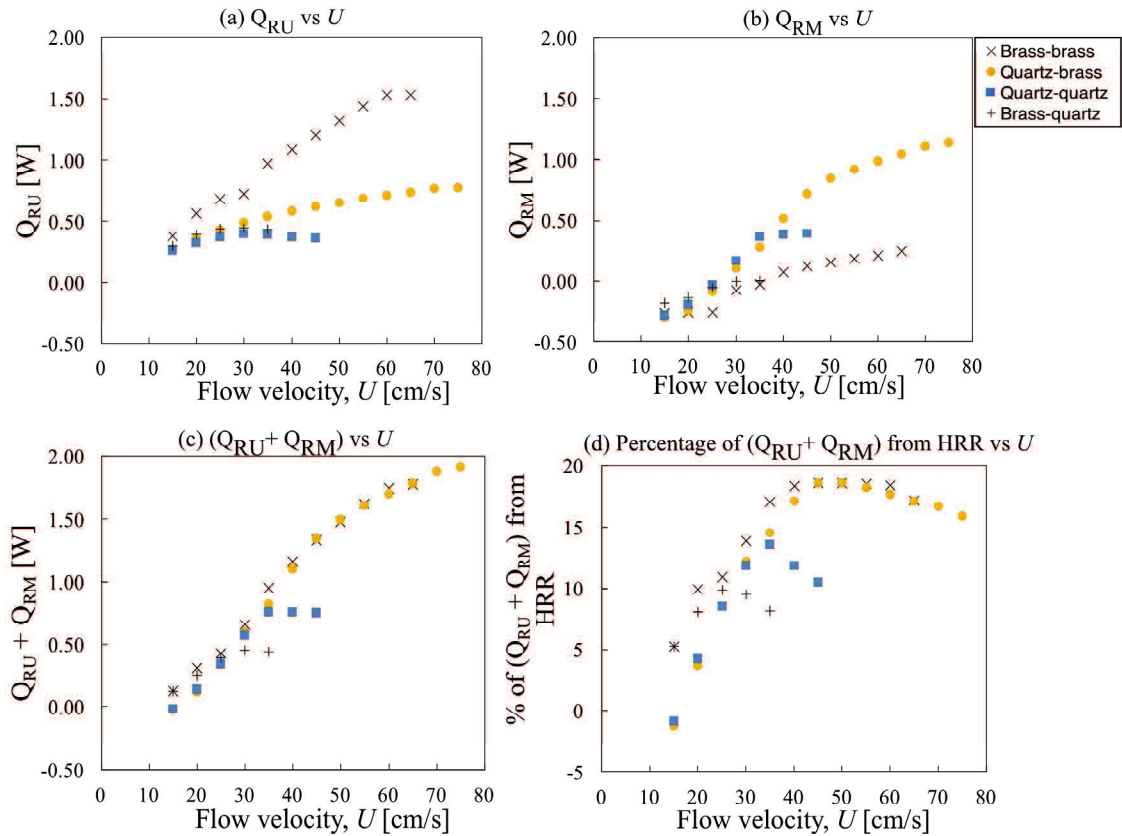 (a) QRU vs U
(b) QRM vs U
2.00
1.50
1.00
0.50
0.00
-0.50
QRU [W]
0 10 20 30 40 50 60 70 80
Flow velocity, U [cm/s]
2.00
1.50
1.00
0.50
0.00
-0.50
QRM [W]
0 10 20 30 40 50 60 70 80
Flow velocity, U [cm/s]
Brass-brass
Quartz-brass
Quartz-quartz
Brass-quartz
(c) (QRU+ QRM) vs U
(d) Percentage of (QRU+ QRM) from HRR vs U
2.00
1.50
1.00
0.50
0.00
-0.50
QRU + QRM [W]
0 10 20 30 40 50 60 70 80
Flow velocity, U [cm/s]
20
15
10
5
0
-5
% of (QRU + QRM) from
HRR
0 10 20 30 40 50 60 70 80
Flow velocity, U [cm/s]